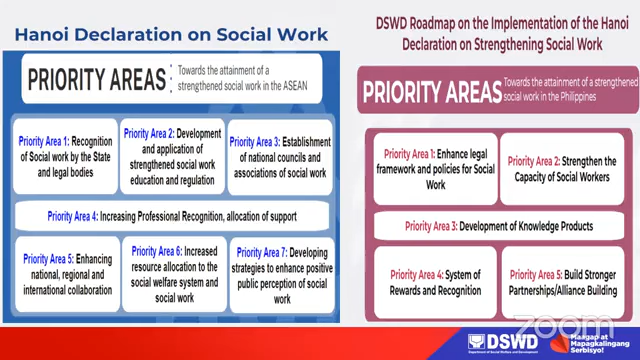 Hanoi Declaration on Social Work
PRIORITY AREAS
Towards the attainment of a
strengthened social work in the ASEAN
Priority Area 1: Recognition
of Social work by the State
and legal bodies
Priority Area 2: Development
and application of
strengthened social work
education and regulation
Priority Area 3: Establishment
of national councils and
associations of social work
Priority Area 4: Increasing Professional Recognition, allocation of support
Priority Area 5: Enhancing
national, regional and
international collaboration
Priority Area 6: Increased
resource allocation to the
social welfare system and
social work
Priority Area 7: Developing
strategies to enhance positive
public perception of social
work
DSWD Roadmap on the Implementation of the Hanoi
Declaration on Strengthening Social Work
PRIORITY AREAS
Towards the attainment of a strengthened
social work in the Philippines
Priority Area 1: Enhance legal
framework and policies for Social
Work
Priority Area 2: Strengthen the
Capacity of Social Workers
Priority Area 3: Development of Knowledge Products
Priority Area 4: System of
Rewards and Recognition
Priority Area 5: Build Stronger
Partnerships/Alliance Building
zoom
DSWD
Department of Social Welfare and Development
Maagap at
Mapagkalingang
Serbisyo!